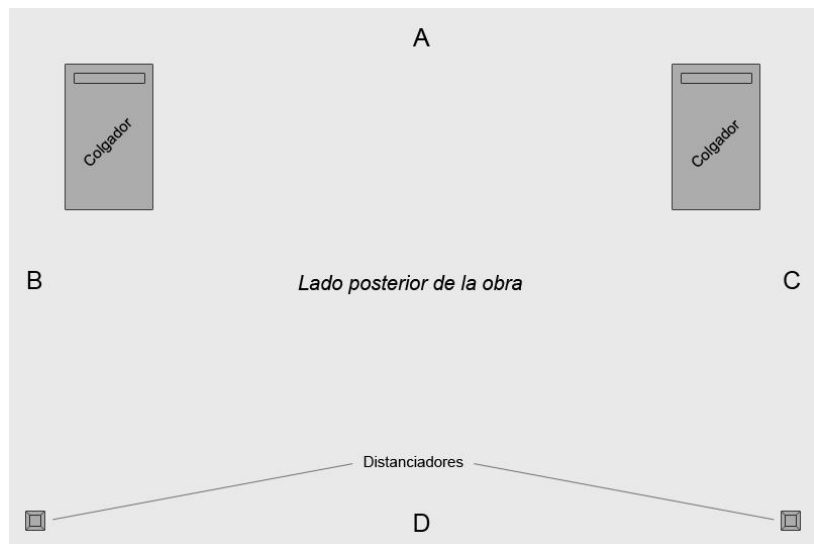 A
Colgador
Colgador
B
Lado posterior de la obra
C
Distanciadores
D